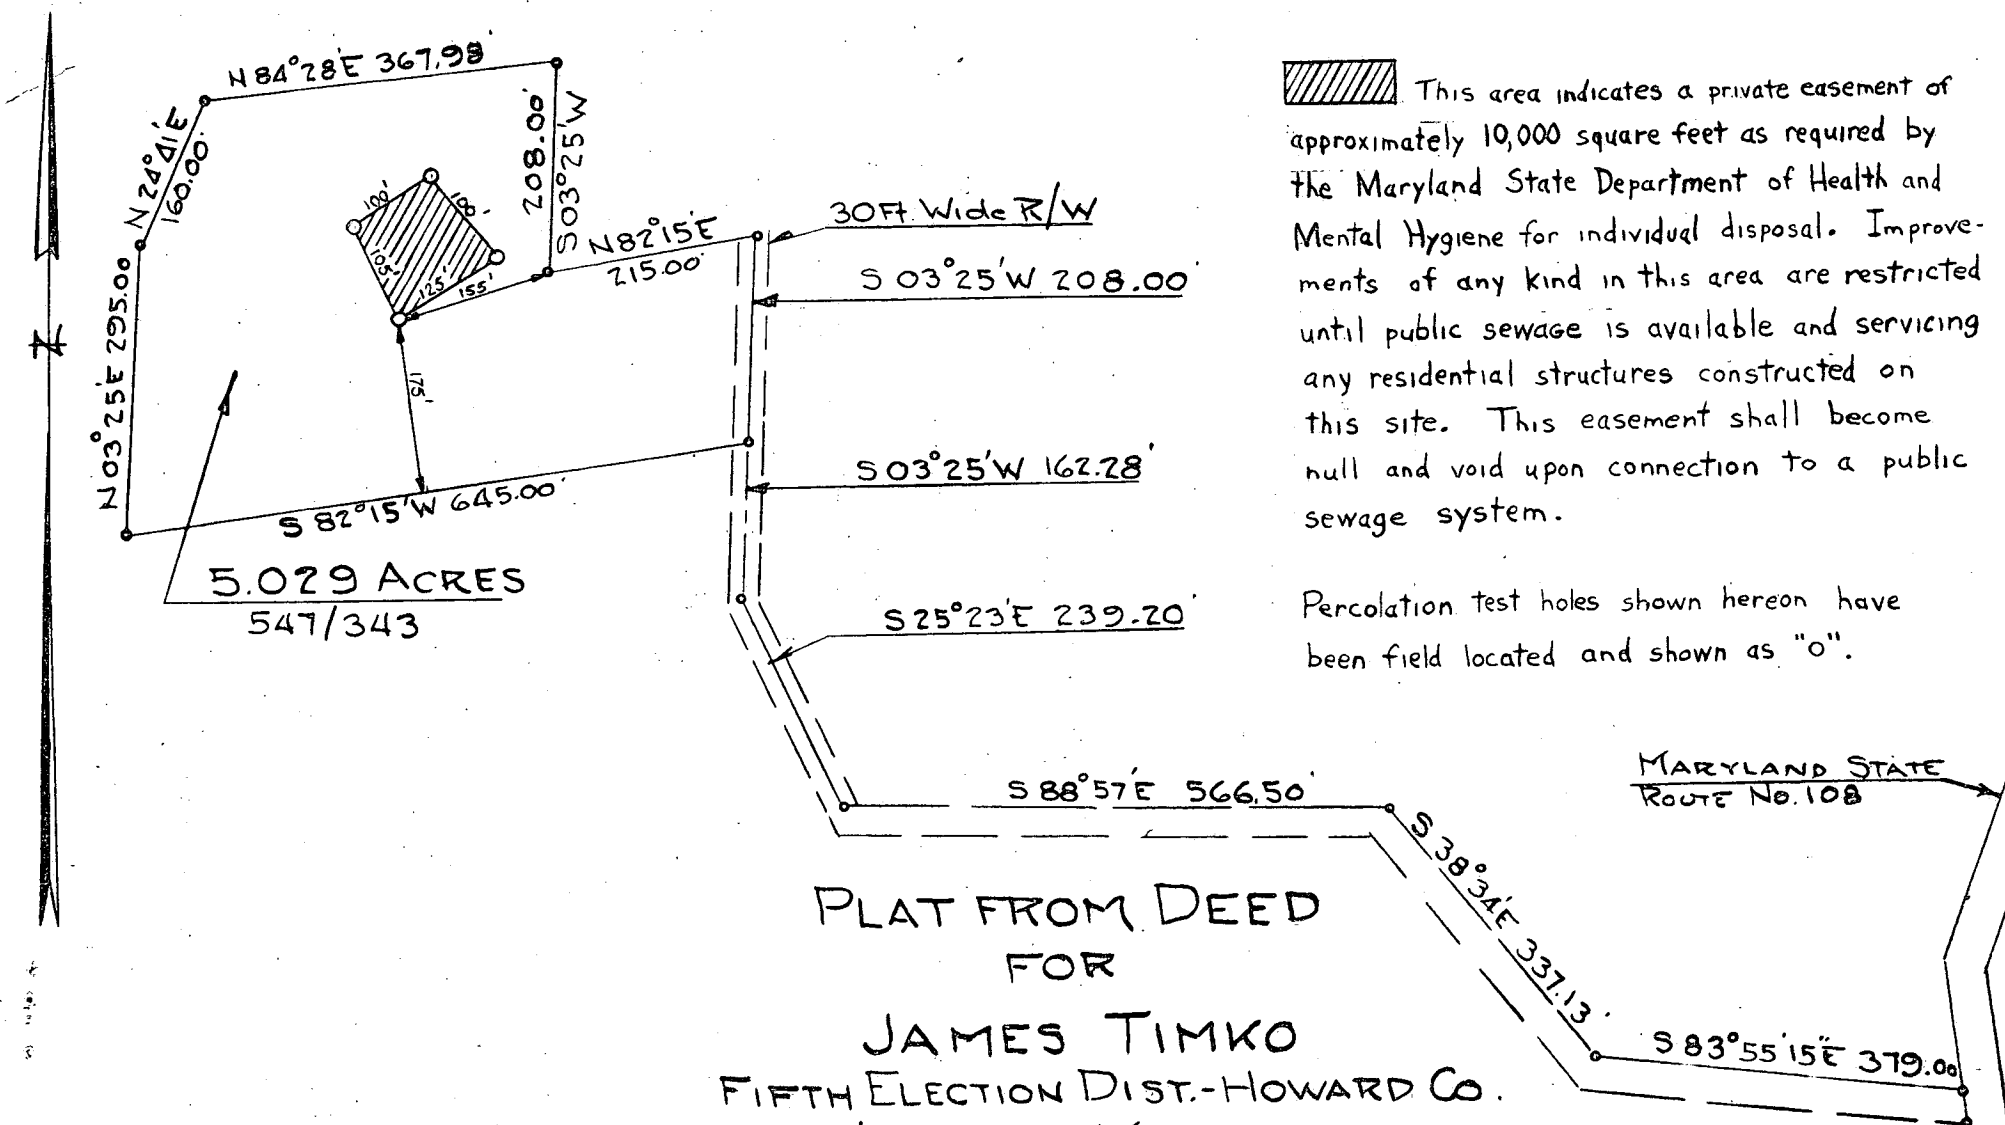 N 84°28'E 367.98'
N 24°41'E
160.00'
208.00'
S 03°25'W
100'
105'
125'
155'
N 82°15'E
215.00'
N 03°25'E 295.00
175'
S 82°15'W 645.00'
5.029 ACRES
547/343
N
30 Ft. Wide R/W
S 03°25'W 208.00'
S 03°25'W 162.28'
S 25°23'E 239.20'
S 88°57'E 566.50'
S 38°34'E 337.13'
S 83°55'15"E 379.00
MARYLAND STATE
ROUTE No. 108
This area indicates a private easement of
approximately 10,000 square feet as required by
the Maryland State Department of Health and
Mental Hygiene for individual disposal. Improve-
ments of any kind in this area are restricted
until public sewage is available and servicing
any residential structures constructed on
this site. This easement shall become
null and void upon connection to a public
sewage system.
Percolation test holes shown hereon have
been field located and shown as "o".
PLAT FROM DEED
FOR
JAMES TIMKO
FIFTH ELECTION DIST.-HOWARD CO.